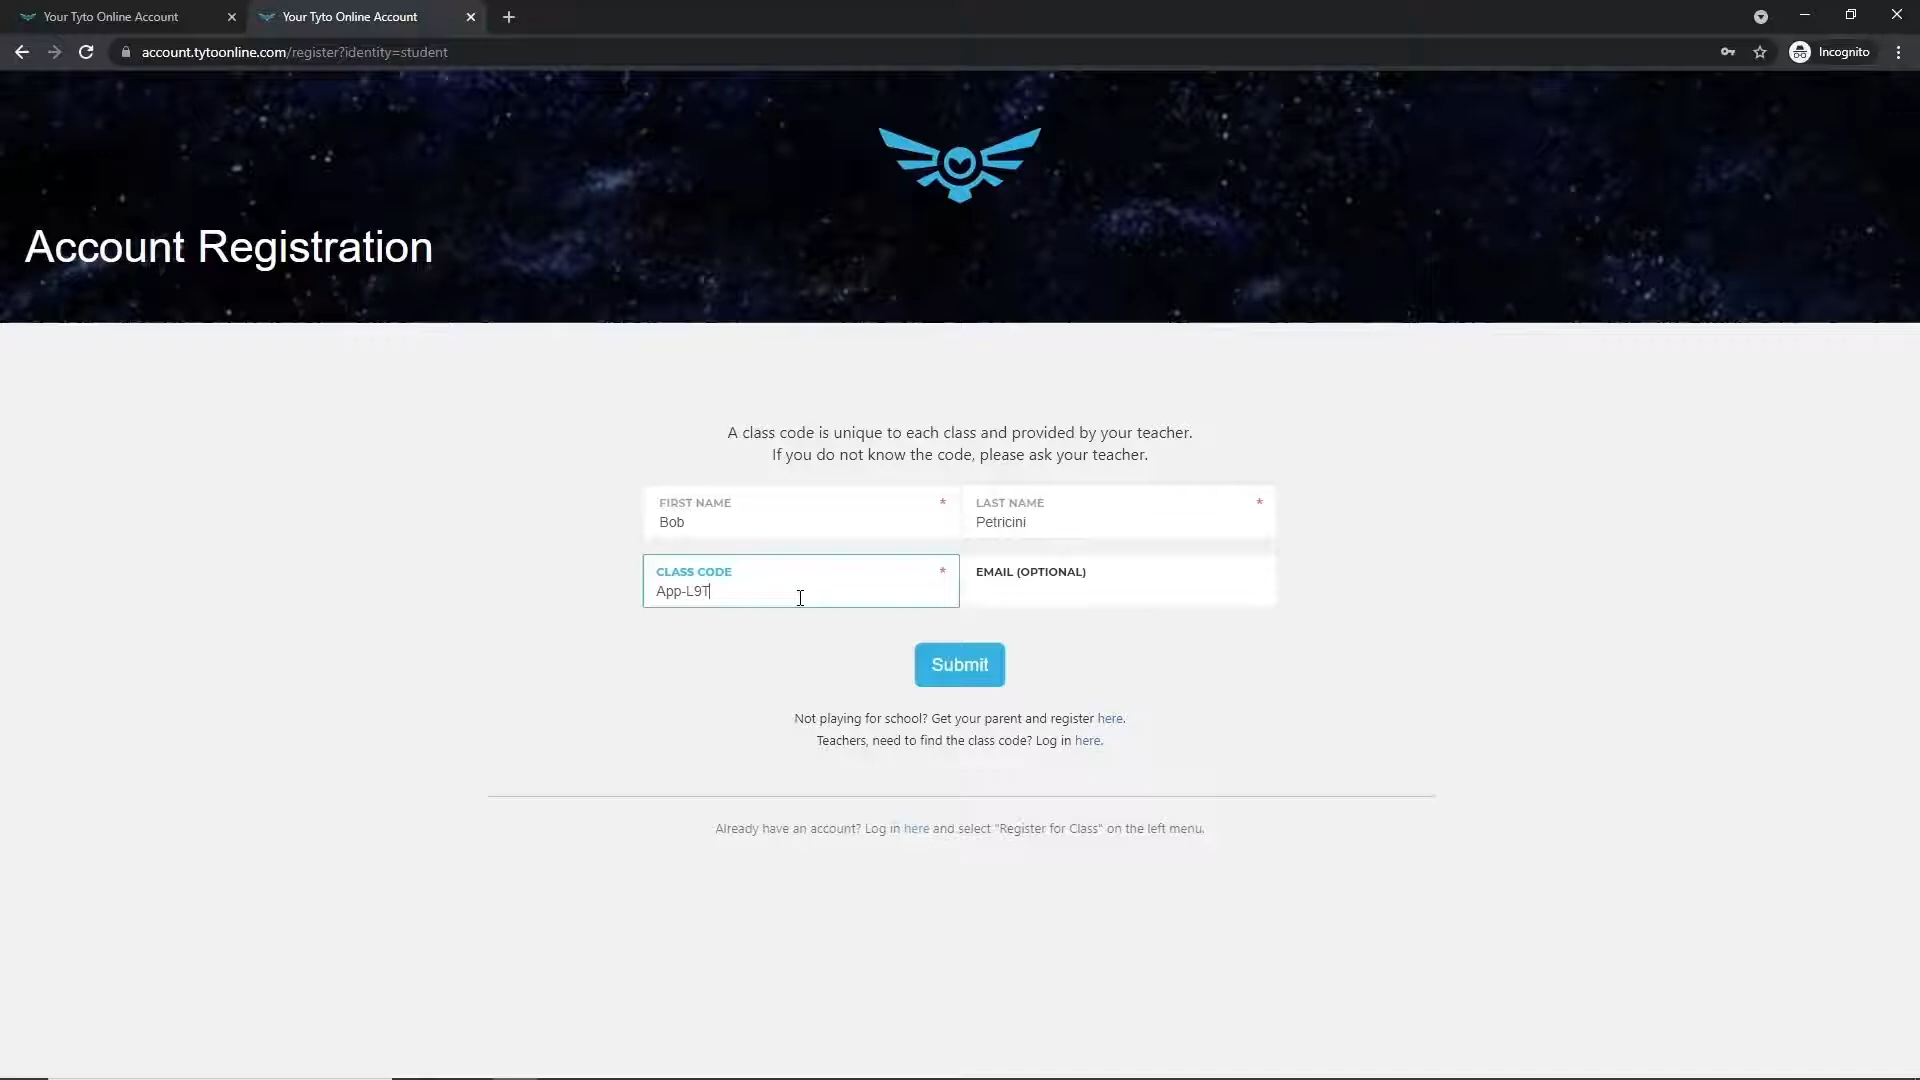 Your Tyto Online Account
Your Tyto Online Account
account.tytoonline.com/register?identity=student
Incognito
Account Registration
A class code is unique to each class and provided by your teacher.
If you do not know the code, please ask your teacher.
FIRST NAME *
Bob
LAST NAME *
Petricini
CLASS CODE *
App-L9T
EMAIL (OPTIONAL)
Submit
Not playing for school? Get your parent and register here.
Teachers, need to find the class code? Log in here.
Already have an account? Log in here and select "Register for Class" on the left menu.